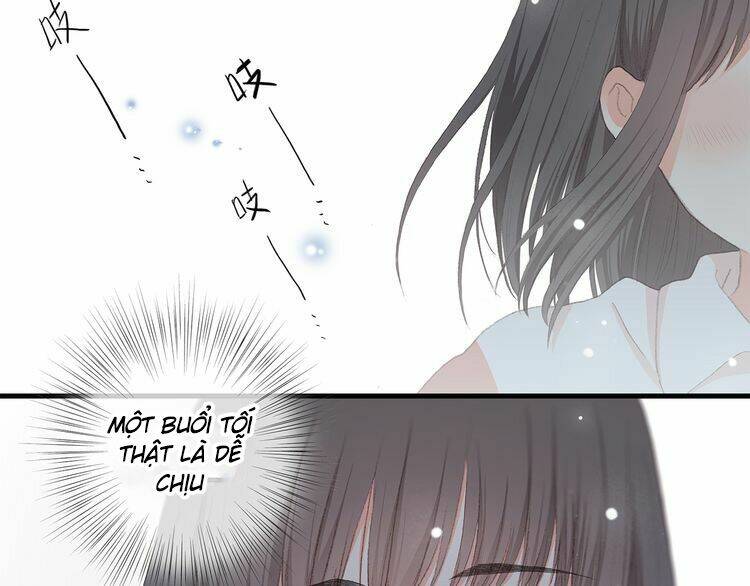 吱
吱
吱
MỘT BUỔI TỐI
THẬT LÀ DỄ
CHỊU